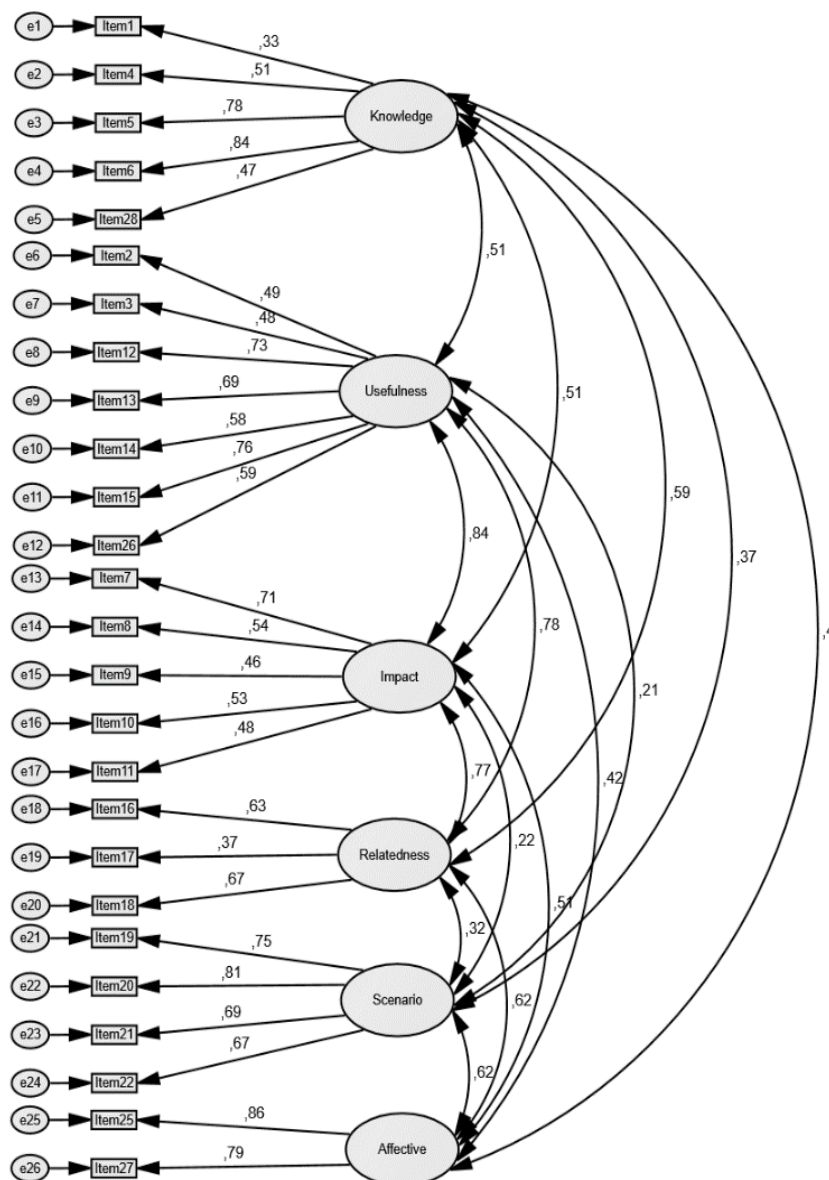 e1 Item1
,33
e2 Item4
,51
e3 Item5
,78
Knowledge
e4 Item6
,84
e5 Item28
,47
e6 Item2
,49
,51
e7 Item3
,48
e8 Item12
,73
e9 Item13
,69
Usefulness
,51
e10 Item14
,58
e11 Item15
,76
,59
,59
e12 Item26
,59
,84
,37
e13 Item7
,71
e14 Item8
,54
,78
e15 Item9
,46
Impact
,21
e16 Item10
,53
e17 Item11
,48
,77
,42
e18 Item16
,63
e19 Item17
,37
Relatedness
,22
e20 Item18
,67
,51
e21 Item19
,75
,32
e22 Item20
,81
Scenario
e23 Item21
,69
,62
e24 Item22
,67
,62
e25 Item25
,86
Affective
e26 Item27
,79